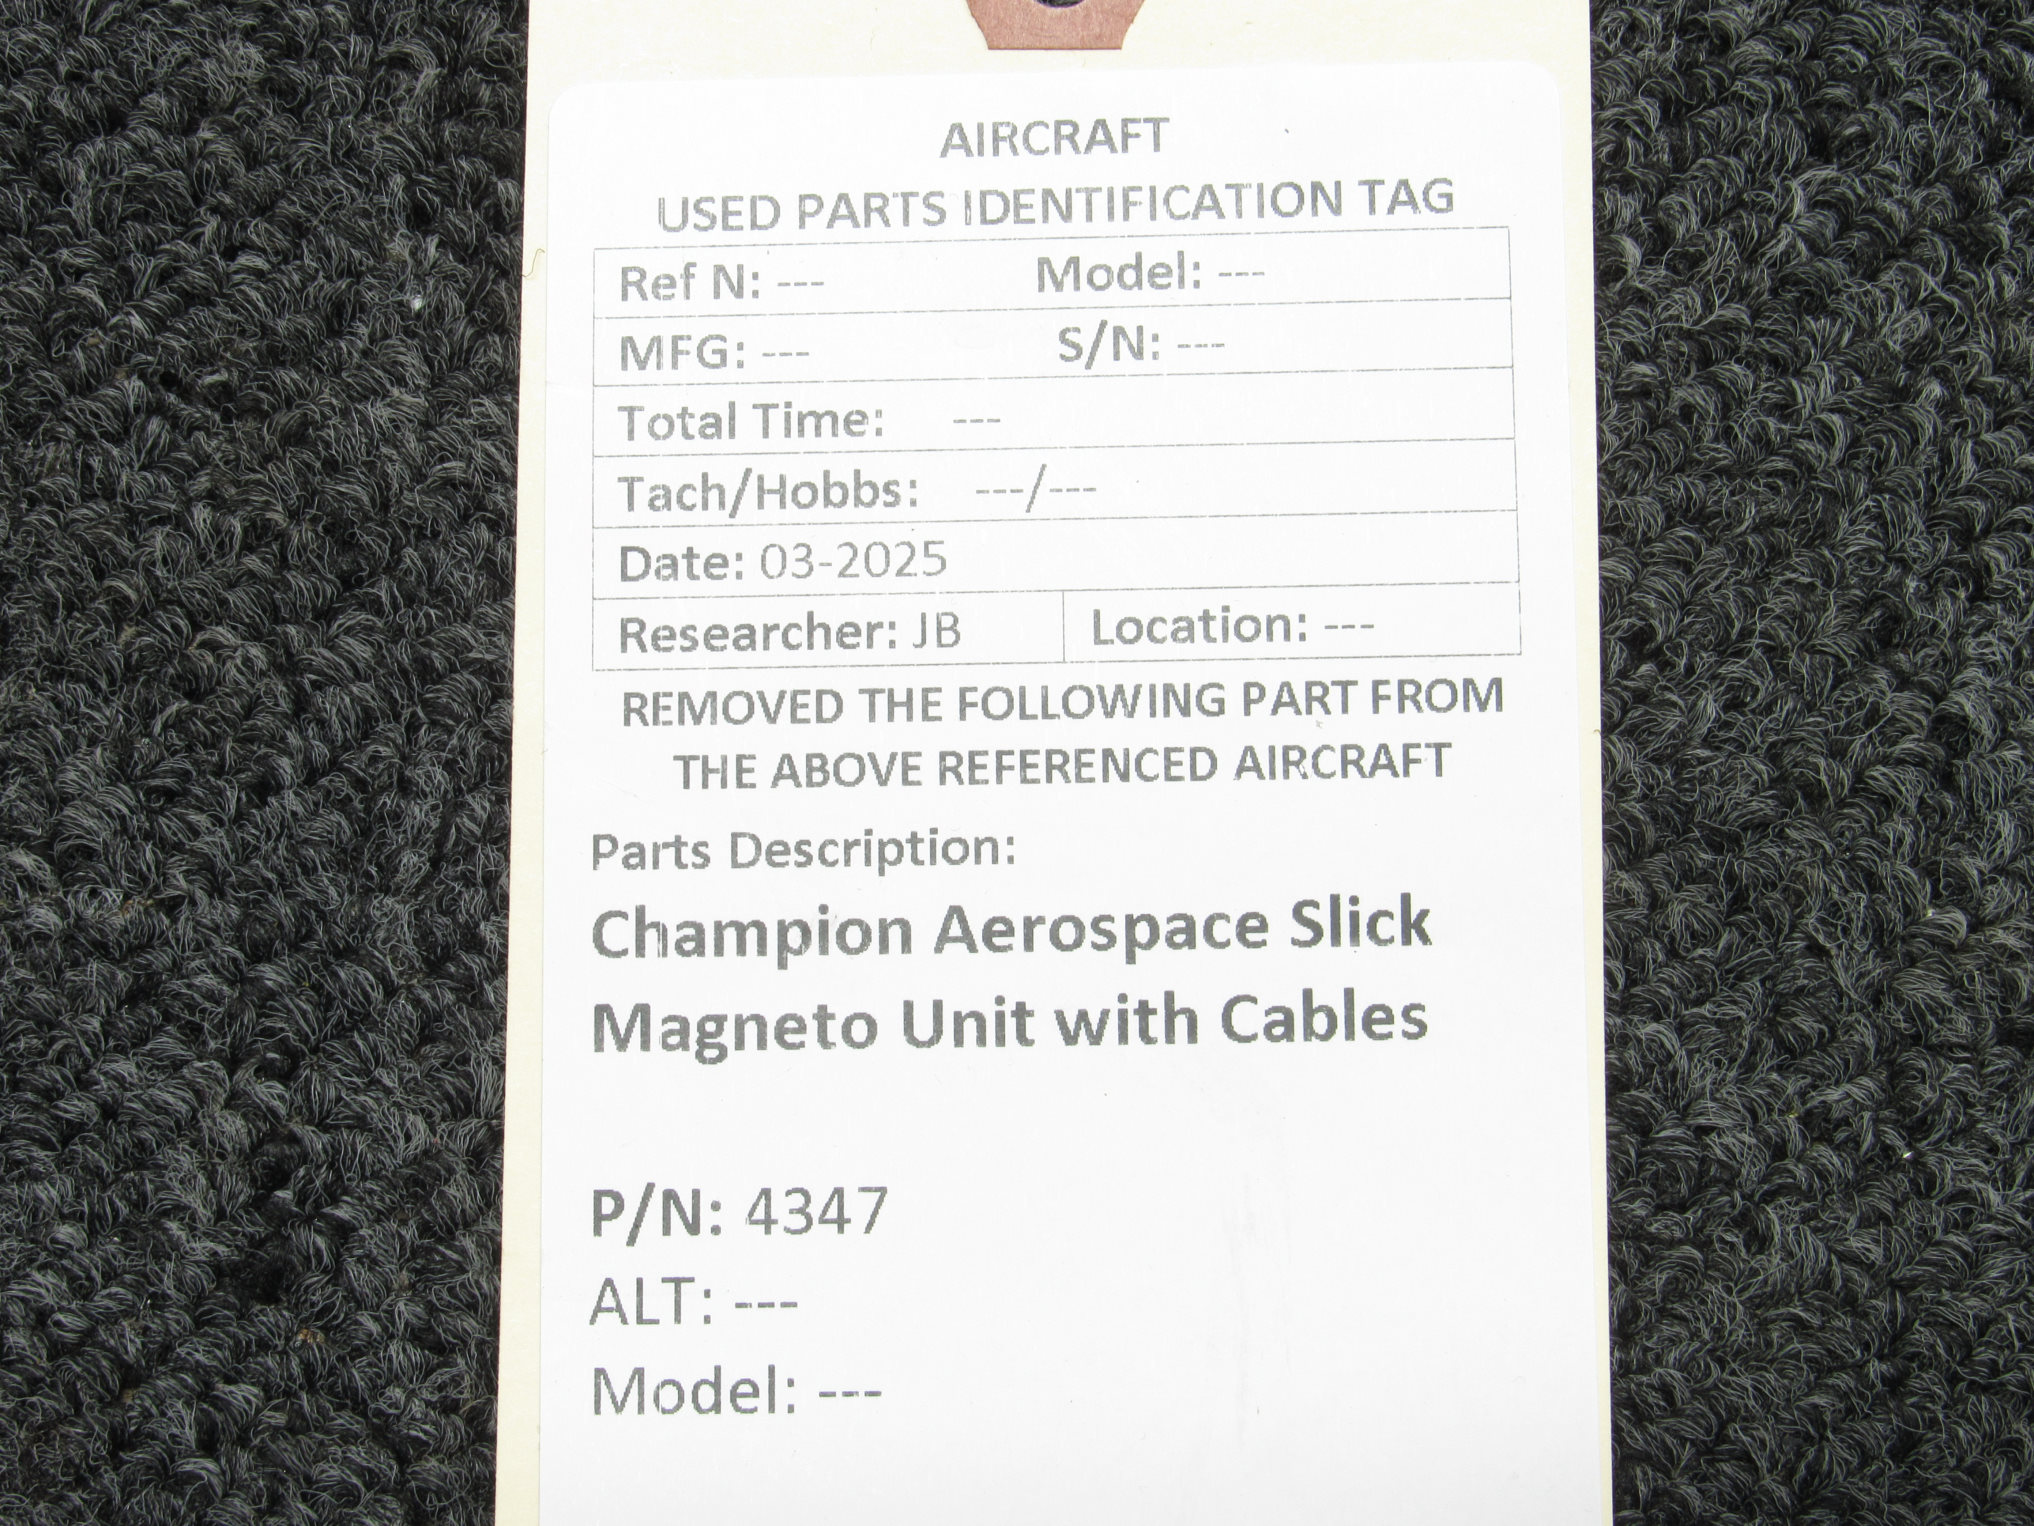 AIRCRAFT
USED PARTS IDENTIFICATION TAG
Ref N: --- Model: ---
MFG: --- S/N: ---
Total Time: ---
Tach/Hobbs: ---/---
Date: 03-2025
Researcher: JB Location: ---
REMOVED THE FOLLOWING PART FROM
THE ABOVE REFERENCED AIRCRAFT
Parts Description:
Champion Aerospace Slick
Magneto Unit with Cables
P/N: 4347
ALT: ---
Model: ---